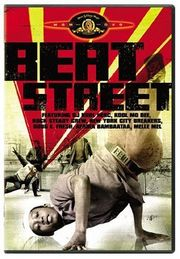 BEAT
STREET
FEATURING DJ KOOL HERC, KOOL MO DEE,
ROCK STEADY CREW, NEW YORK CITY BREAKERS,
DOUG E. FRESH, AFRIKA BAMBAATAA, MELLE MEL